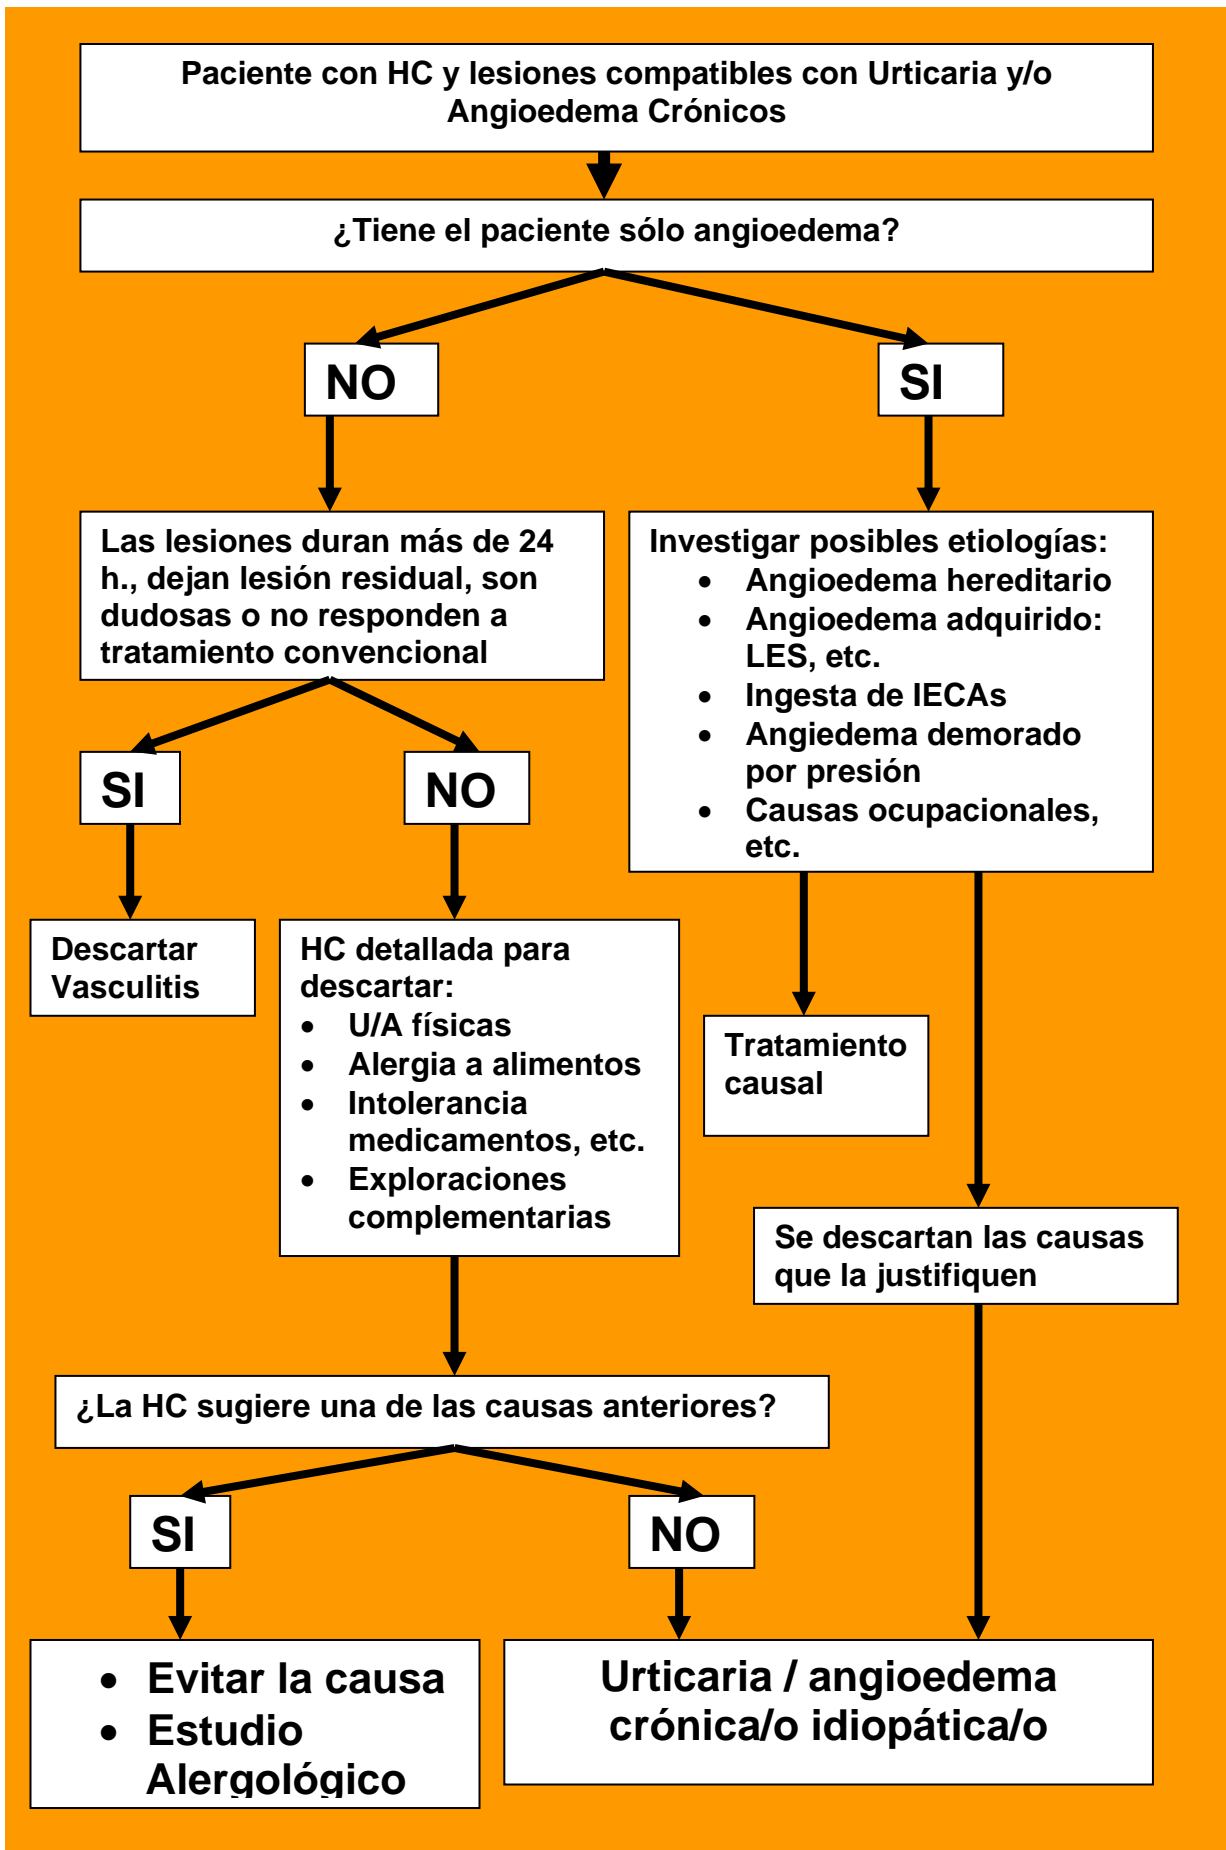 Paciente con HC y lesiones compatibles con Urticaria y/o
Angioedema Crónicos
¿Tiene el paciente sólo angioedema?
NO
SI
Las lesiones duran más de 24
h., dejan lesión residual, son
dudosas o no responden a
tratamiento convencional
Investigar posibles etiologías:
• Angioedema hereditario
• Angioedema adquirido:
LES, etc.
• Ingesta de IECAs
• Angiedema demorado
por presión
• Causas ocupacionales,
etc.
SI
NO
Descartar
Vasculitis
HC detallada para
descartar:
• U/A físicas
• Alergia a alimentos
• Intolerancia
medicamentos, etc.
• Exploraciones
complementarias
Tratamiento
causal
Se descartan las causas
que la justifiquen
¿La HC sugiere una de las causas anteriores?
SI
NO
• Evitar la causa
• Estudio
Alergológico
Urticaria / angioedema
crónica/o idiopática/o